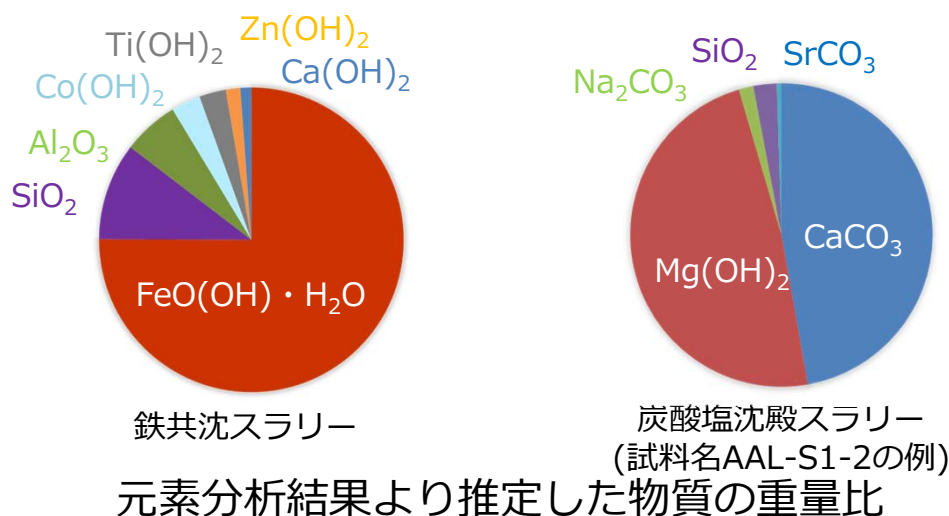 Ti(OH)₂
Zn(OH)₂
Co(OH)₂
Ca(OH)₂
Al₂O₃
SiO₂
FeO(OH)・H₂O
鉄共沈スラリー
SiO₂
SrCO₃
Na₂CO₃
CaCO₃
Mg(OH)₂
炭酸塩沈殿スラリー
(試料名AAL-S1-2の例)
元素分析結果より推定した物質の重量比